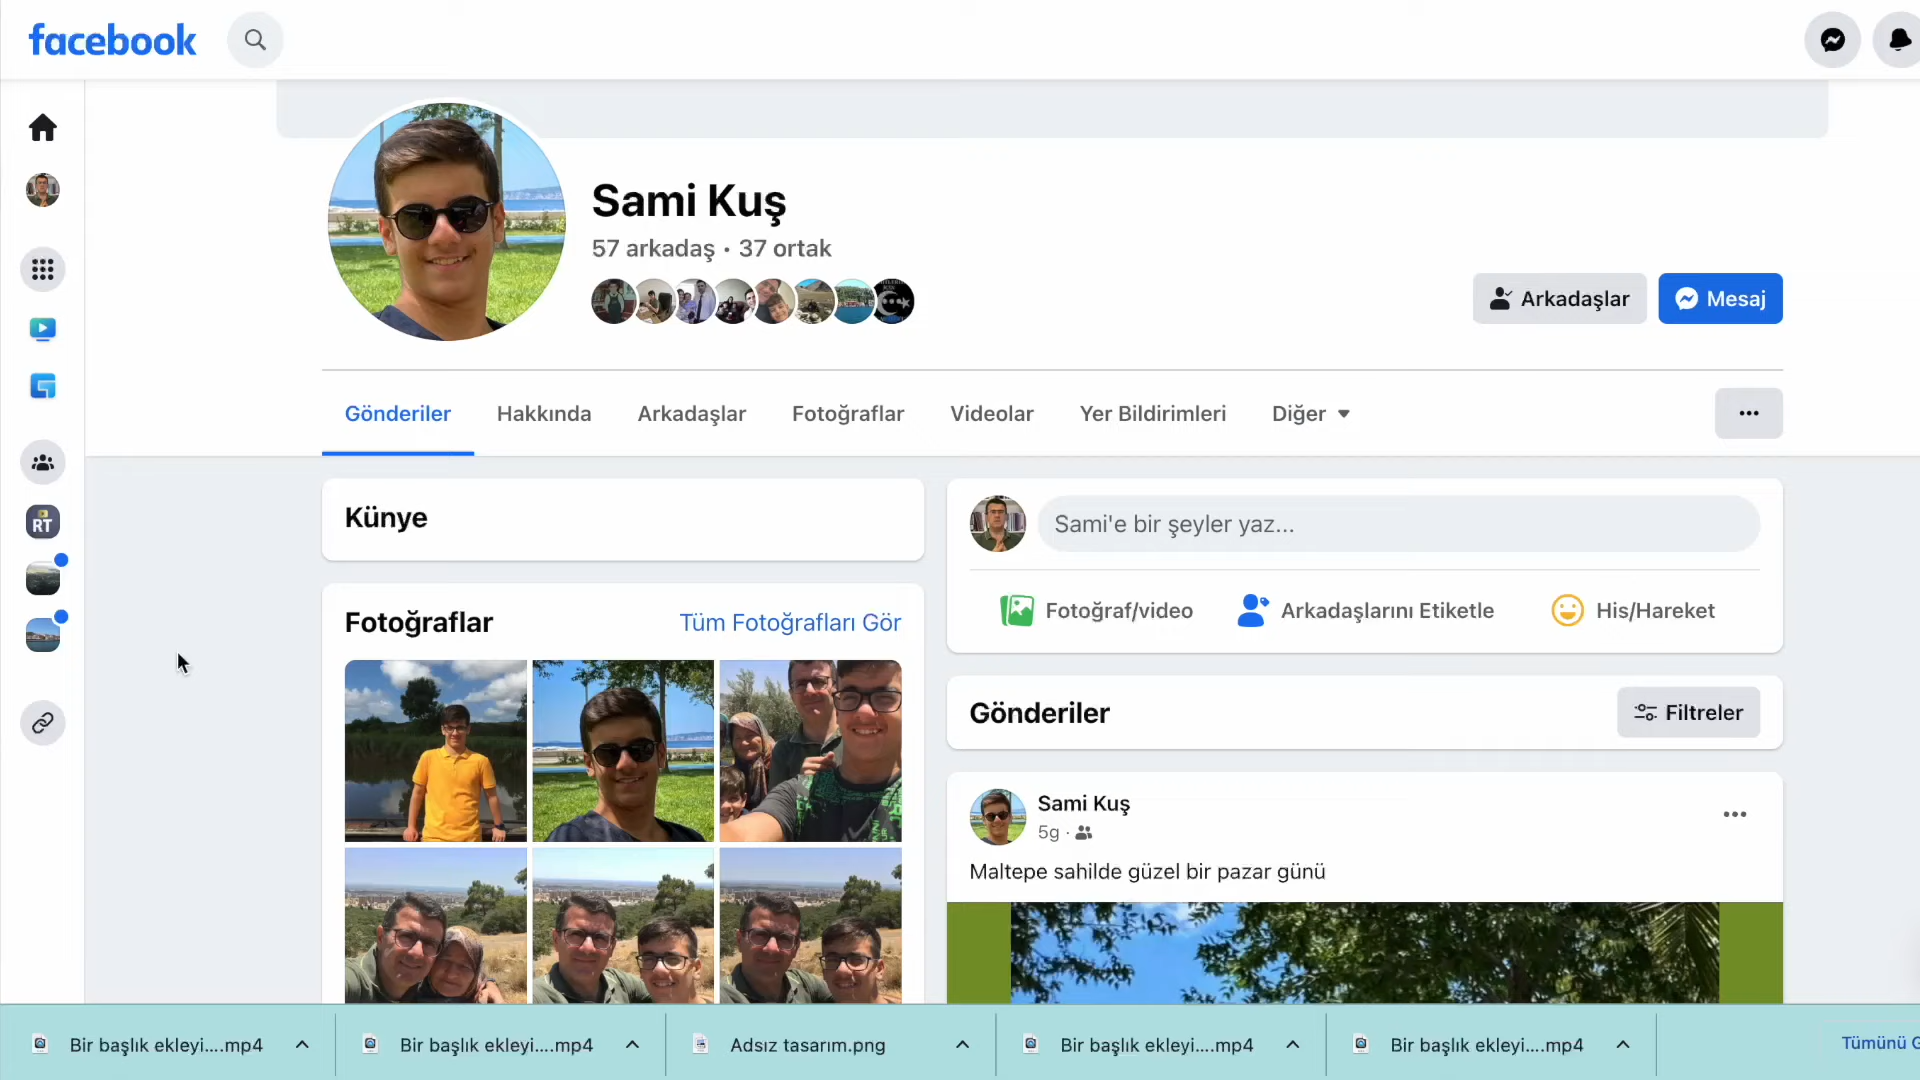 facebook
Sami Kuş
57 arkadaş · 37 ortak
Arkadaşlar
Mesaj
Gönderiler
Hakkında
Arkadaşlar
Fotoğraflar
Videolar
Yer Bildirimleri
Diğer
RT
Künye
Fotoğraflar
Tüm Fotoğrafları Gör
Sami'e bir şeyler yaz...
Fotoğraf/video
Arkadaşlarını Etiketle
His/Hareket
Gönderiler
Filtreler
Sami Kuş
5g ·
Maltepe sahilde güzel bir pazar günü
Bir başlık ekleyi....mp4
Bir başlık ekleyi....mp4
Adsız tasarım.png
Bir başlık ekleyi....mp4
Bir başlık ekleyi....mp4
Tümünü G